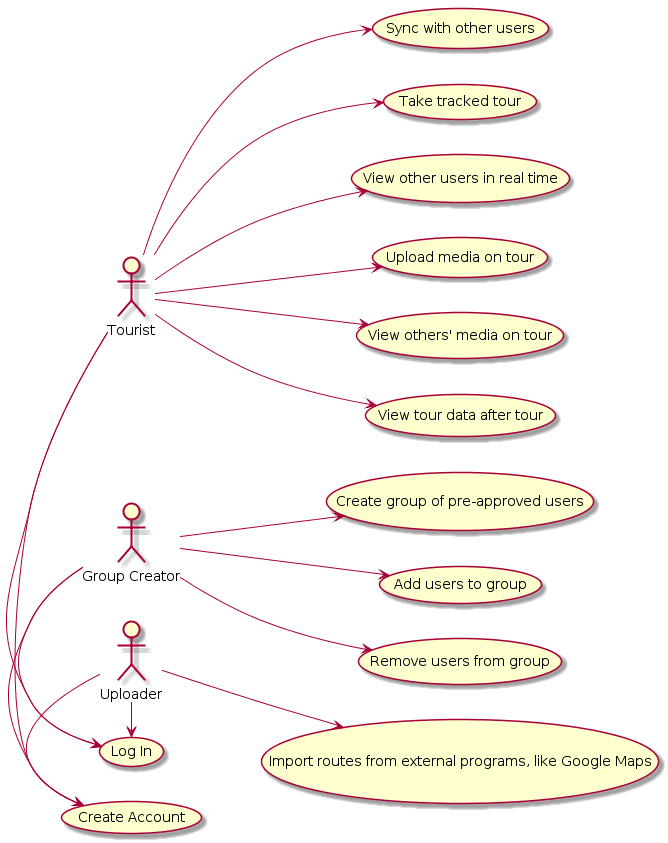 Sync with other users
Take tracked tour
View other users in real time
Upload media on tour
Tourist
View others' media on tour
View tour data after tour
Create group of pre-approved users
Group Creator
Add users to group
Remove users from group
Uploader
Log In
Import routes from external programs, like Google Maps
Create Account